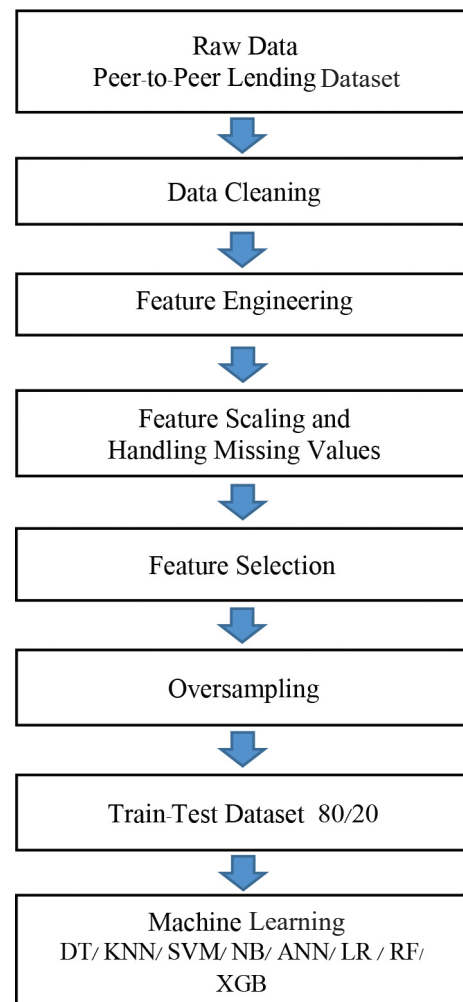 Raw Data
Peer-to-Peer Lending Dataset
Data Cleaning
Feature Engineering
Feature Scaling and
Handling Missing Values
Feature Selection
Oversampling
Train-Test Dataset 80/20
Machine Learning
DT/ KNN/ SVM/ NB/ ANN/ LR / RF/
XGB